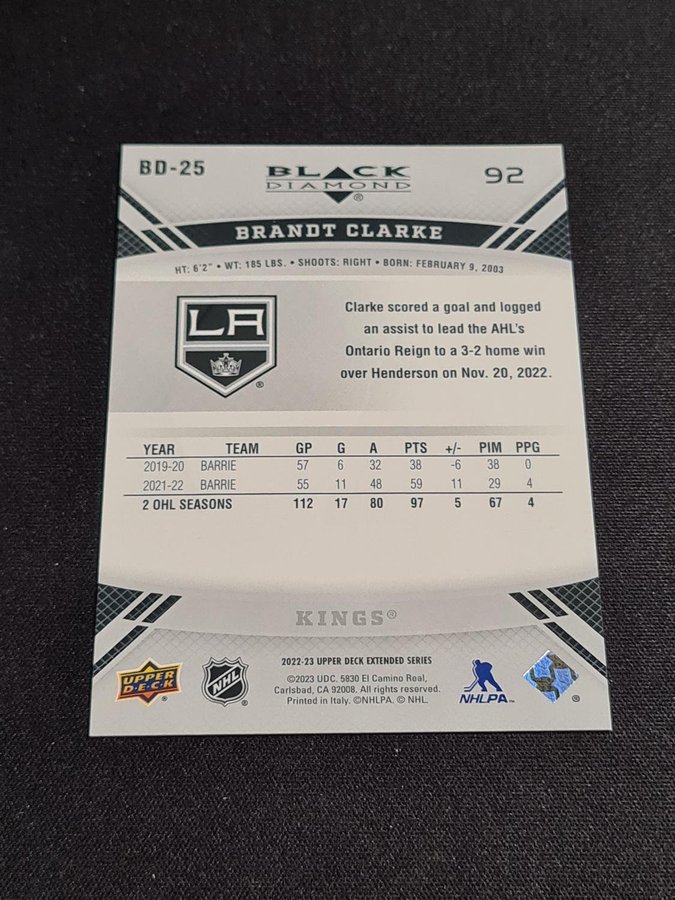 BD-25 BLACK DIAMOND® 92
BRANDT CLARKE
HT: 6'2" • WT: 185 LBS. • SHOOTS: RIGHT • BORN: FEBRUARY 9, 2003
LA
®
Clarke scored a goal and logged
an assist to lead the AHL's
Ontario Reign to a 3-2 home win
over Henderson on Nov. 20, 2022.
YEAR TEAM GP G A PTS +/- PIM PPG
2019-20 BARRIE 57 6 32 38 -6 38 0
2021-22 BARRIE 55 11 48 59 11 29 4
2 OHL SEASONS 112 17 80 97 5 67 4
KINGS®
2022-23 UPPER DECK EXTENDED SERIES
©2023 UDC. 5830 El Camino Real,
Carlsbad, CA 92008. All rights reserved.
Printed in Italy. ©NHLPA. © NHL.
UPPER DECK ®
NHL ®
NHLPA™
®